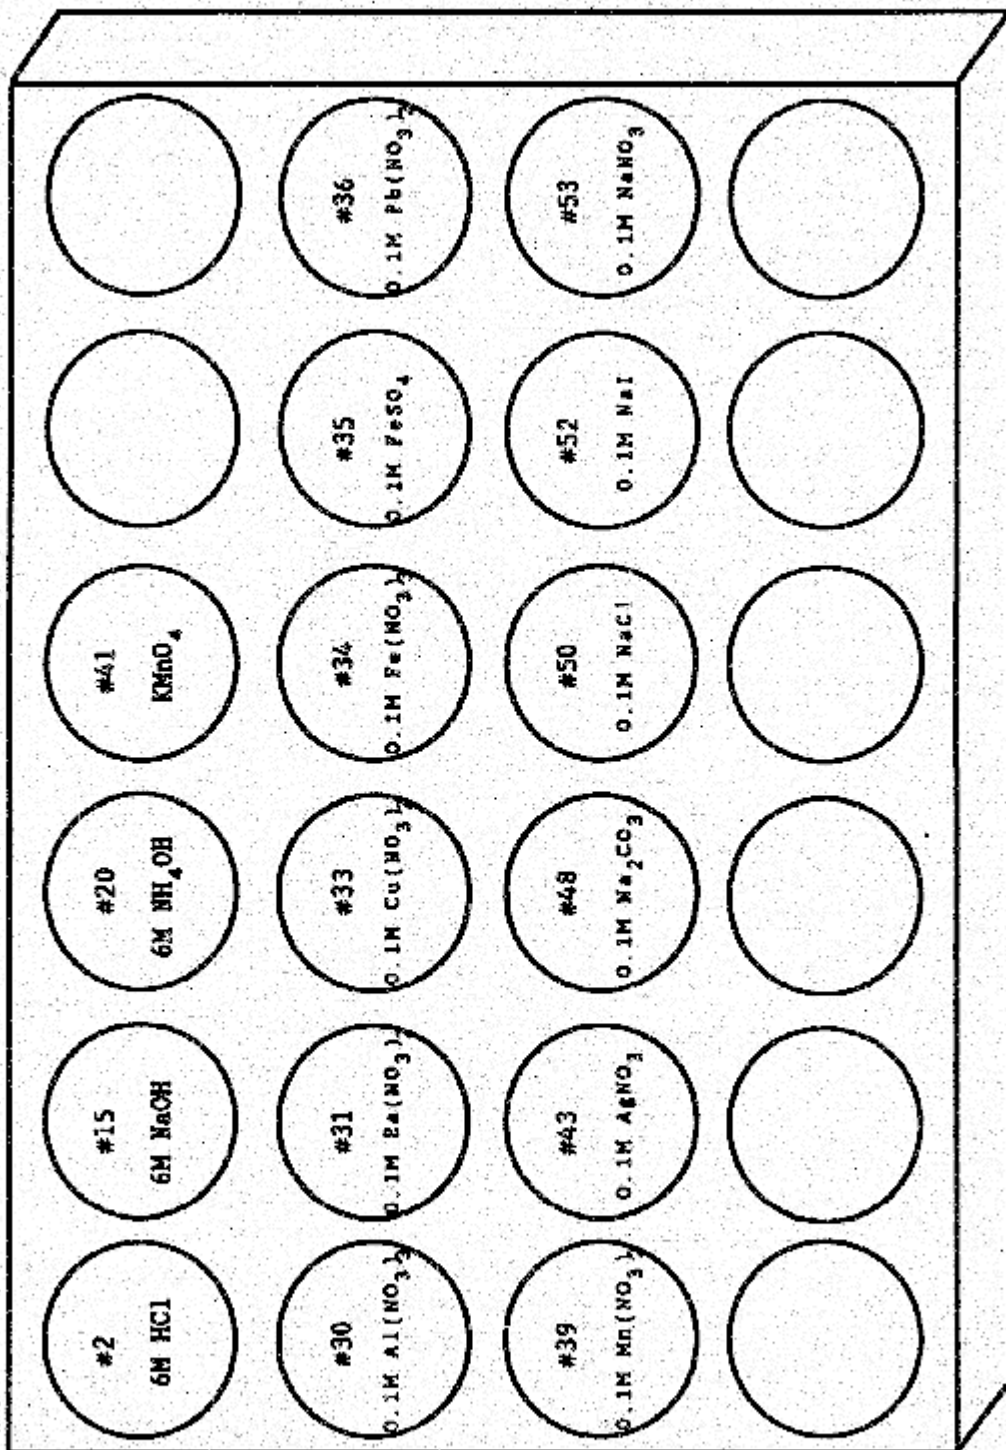 #2
6M HCl
#15
6M NaOH
#20
6M NH₄OH
#41
KMnO₄
#30
0.1M Al(NO₃)₃
#31
0.1M Ba(NO₃)₂
#33
0.1M Cu(NO₃)₂
#34
0.1M Fe(NO₃)₃
#35
0.1M FeSO₄
#36
0.1M Pb(NO₃)₂
#39
0.1M Mn(NO₃)₂
#43
0.1M AgNO₃
#48
0.1M Na₂CO₃
#50
0.1M NaCl
#52
0.1M NaI
#53
0.1M NaNO₃